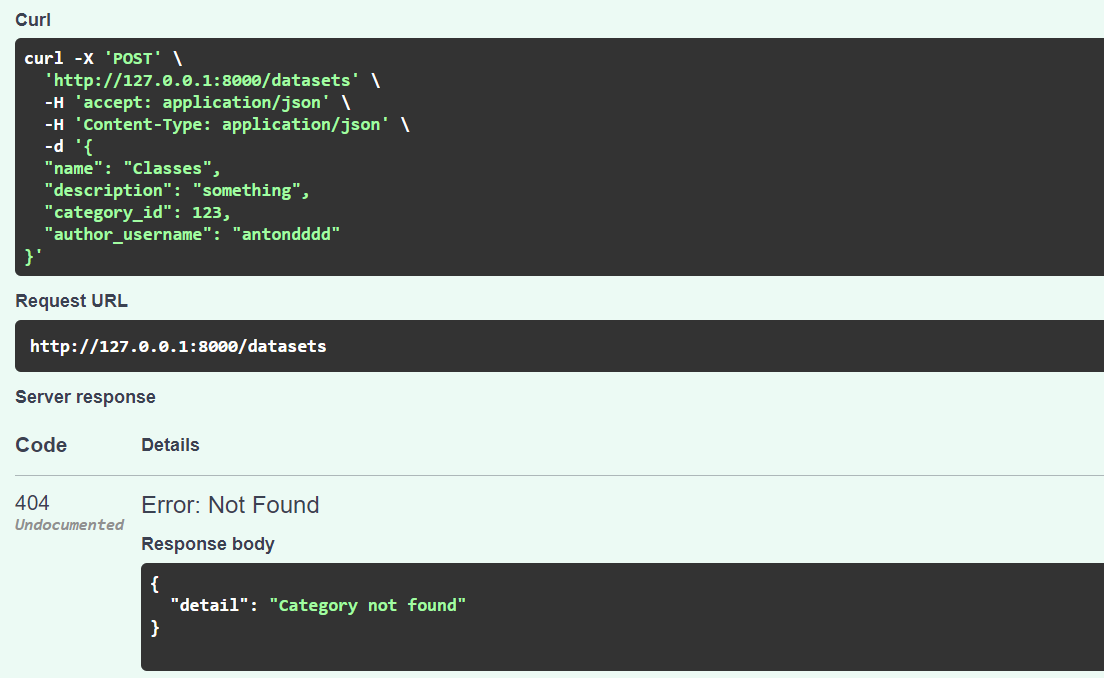 Curl
curl -X 'POST' \
  'http://127.0.0.1:8000/datasets' \
  -H 'accept: application/json' \
  -H 'Content-Type: application/json' \
  -d '{
  "name": "Classes",
  "description": "something",
  "category_id": 123,
  "author_username": "antondddd"
}'
Request URL
http://127.0.0.1:8000/datasets
Server response
Code Details
404 Error: Not Found
Undocumented
Response body
{
  "detail": "Category not found"
}